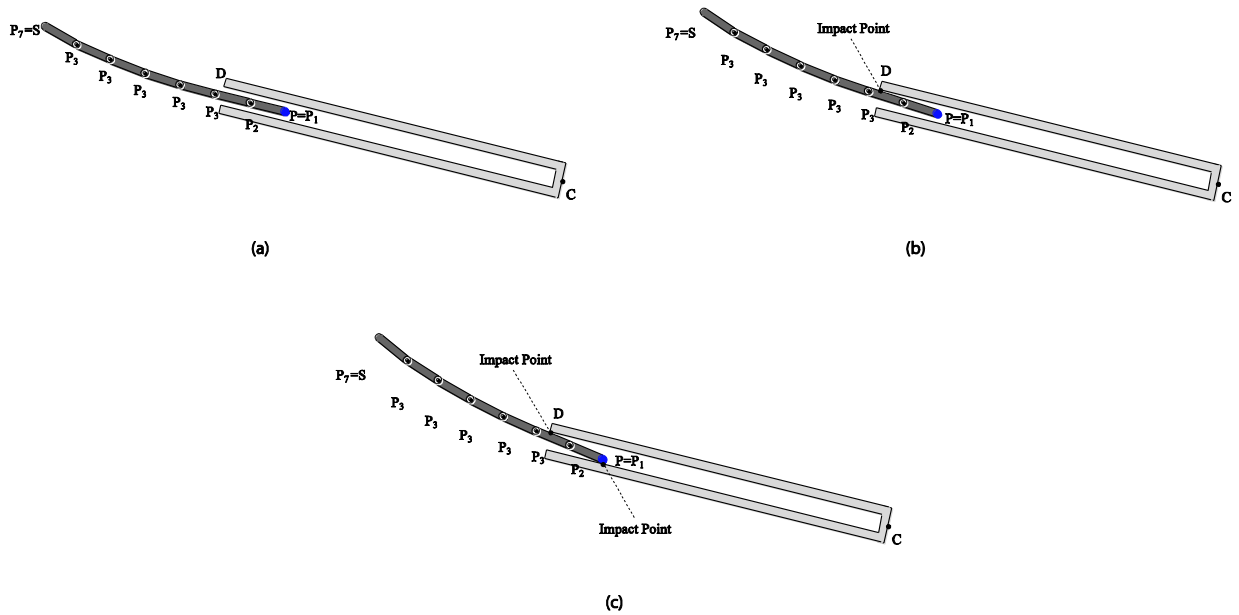 P7=S
P3
P3
P3
P3
P3
P2
P=P1
D
C
(a)
Impact Point
P7=S
P3
P3
P3
P3
P3
P2
P=P1
D
C
(b)
Impact Point
P7=S
P3
P3
P3
P3
P3
P2
P=P1
D
C
Impact Point
(c)